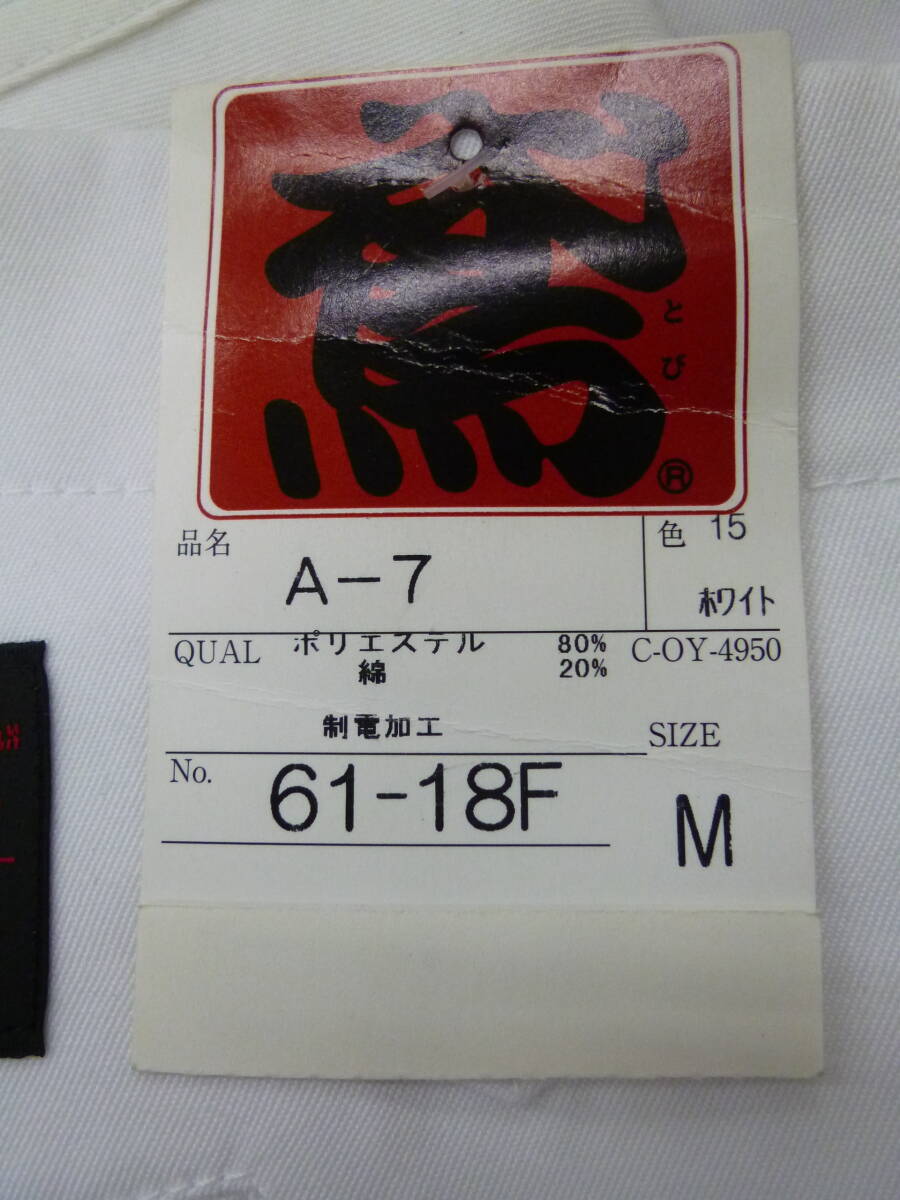 鳶
とび
®
品名
A-7
色 15
ホワイト
QUAL ポリエステル 80%
綿 20%
C-OY-4950
制電加工
SIZE
No.
61-18F
M